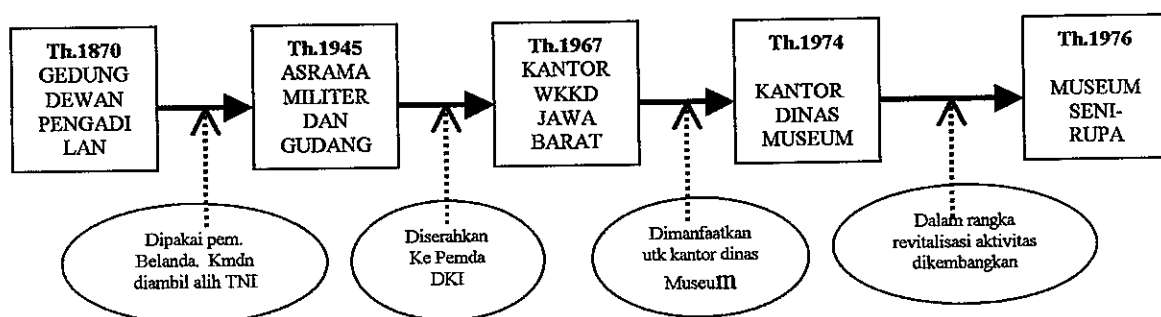 Th.1870
GEDUNG
DEWAN
PENGADI
LAN
Th.1945
ASRAMA
MILITER
DAN
GUDANG
Th.1967
KANTOR
WKKD
JAWA
BARAT
Th.1974
KANTOR
DINAS
MUSEUM
Th.1976
MUSEUM
SENI-
RUPA
Dipakai pem.
Belanda. Kmdn
diambil alih TNI
Diserahkan
Ke Pemda
DKI
Dimanfaatkan
utk kantor dinas
Museum
Dalam rangka
revitalisasi aktivitas
dikembangkan